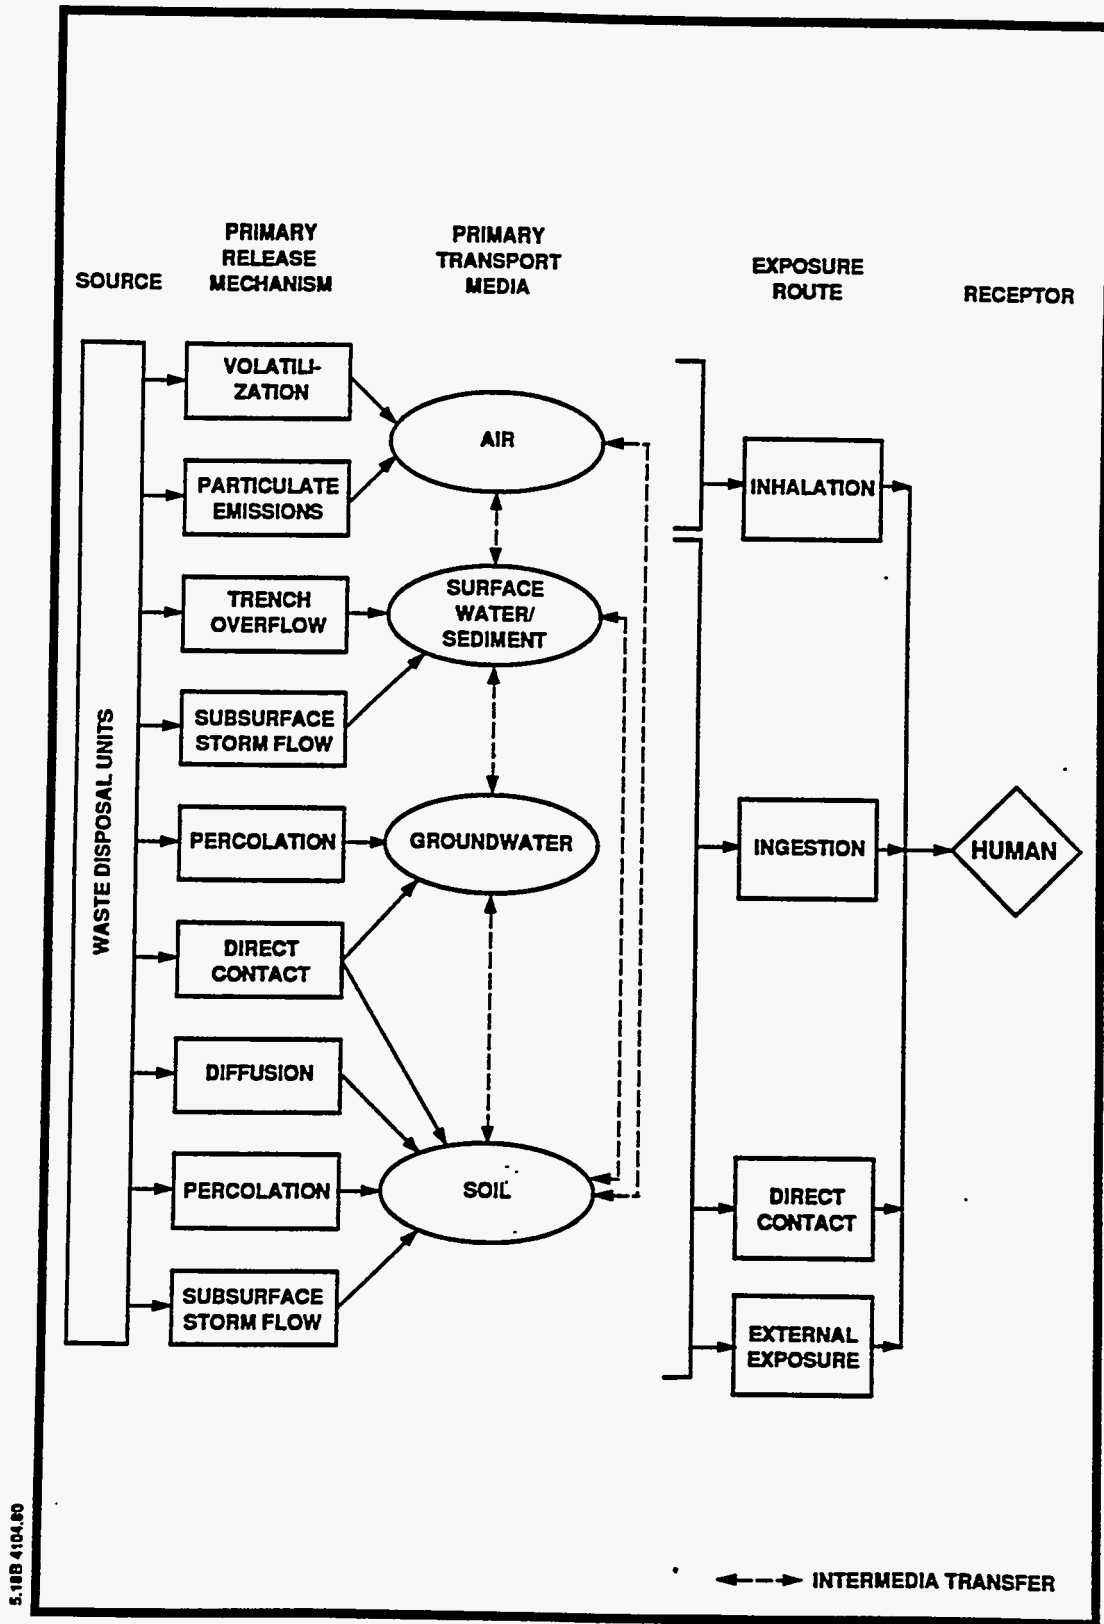 SOURCE
PRIMARY
RELEASE
MECHANISM
PRIMARY
TRANSPORT
MEDIA
EXPOSURE
ROUTE
RECEPTOR
WASTE DISPOSAL UNITS
VOLATILI-
ZATION
PARTICULATE
EMISSIONS
TRENCH
OVERFLOW
SUBSURFACE
STORM FLOW
PERCOLATION
DIRECT
CONTACT
DIFFUSION
PERCOLATION
SUBSURFACE
STORM FLOW
AIR
SURFACE
WATER/
SEDIMENT
GROUNDWATER
SOIL
INHALATION
INGESTION
DIRECT
CONTACT
EXTERNAL
EXPOSURE
HUMAN
INTERMEDIA TRANSFER
5.18B 4104.80